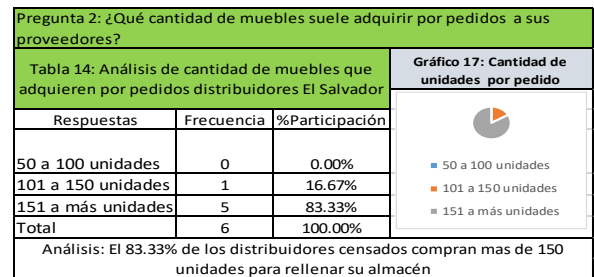 Pregunta 2: ¿Qué cantidad de muebles suele adquirir por pedidos a sus
proveedores?
Tabla 14: Análisis de cantidad de muebles que
adquieren por pedidos distribuidores El Salvador
Gráfico 17: Cantidad de
unidades por pedido
Respuestas Frecuencia %Participación
50 a 100 unidades 0 0.00%
101 a 150 unidades 1 16.67%
151 a más unidades 5 83.33%
Total 6 100.00%
50 a 100 unidades
101 a 150 unidades
151 a más unidades
Análisis: El 83.33% de los distribuidores censados compran mas de 150
unidades para rellenar su almacén